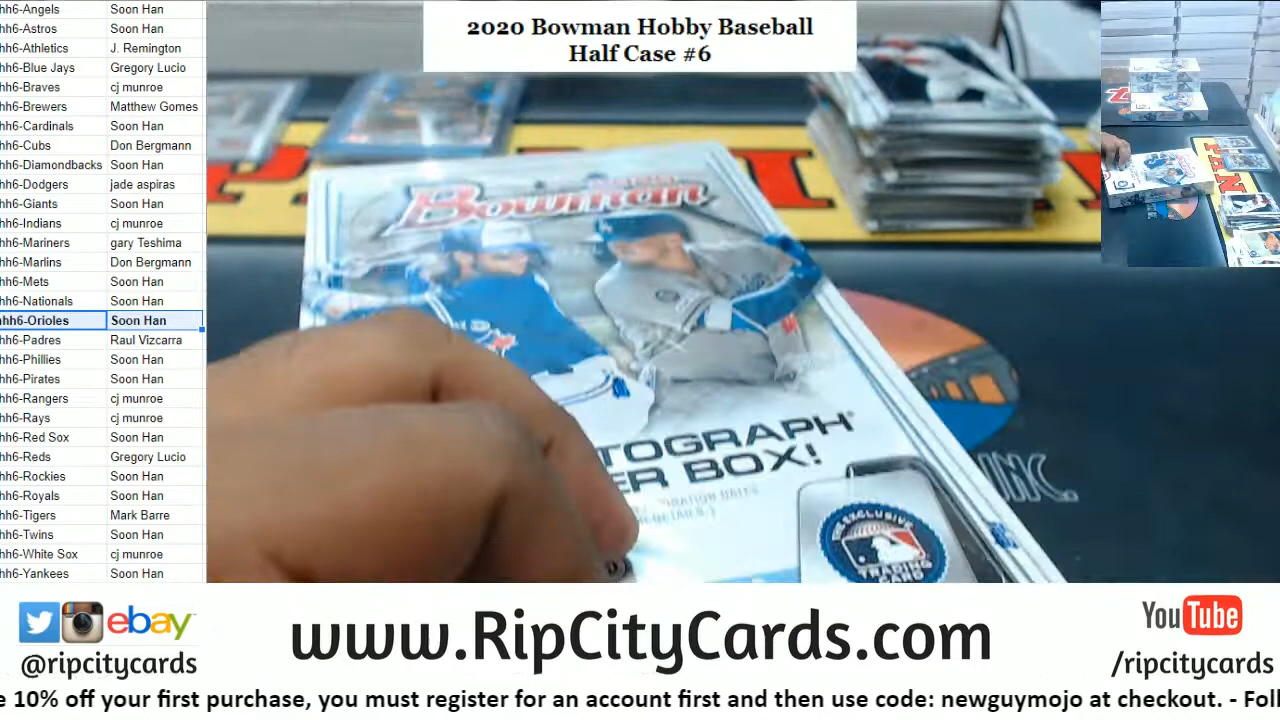 hh6-Angels Soon Han
hh6-Astros Soon Han
hh6-Athletics J. Remington
hh6-Blue Jays Gregory Lucio
hh6-Braves cj munroe
hh6-Brewers Matthew Gomes
hh6-Cardinals Soon Han
hh6-Cubs Don Bergmann
hh6-Diamondbacks Soon Han
hh6-Dodgers jade aspiras
hh6-Giants Soon Han
hh6-Indians cj munroe
hh6-Mariners gary Teshima
hh6-Marlins Don Bergmann
hh6-Mets Soon Han
hh6-Nationals Soon Han
hh6-Orioles Soon Han
hh6-Padres Raul Vizcarra
hh6-Phillies Soon Han
hh6-Pirates Soon Han
hh6-Rangers cj munroe
hh6-Rays cj munroe
hh6-Red Sox Soon Han
hh6-Reds Gregory Lucio
hh6-Rockies Soon Han
hh6-Royals Soon Han
hh6-Tigers Mark Barre
hh6-Twins Soon Han
hh6-White Sox cj munroe
hh6-Yankees Soon Han
2020 Bowman Hobby Baseball
Half Case #6
Bowman
TOGRAPH
ER BOX!
THE EXCLUSIVE
TRADING
CARD
INC.
PAN
ebay
@ripcitycards
www.RipCityCards.com
YouTube
/ripcitycards
e 10% off your first purchase, you must register for an account first and then use code: newguymojo at checkout. - Foll